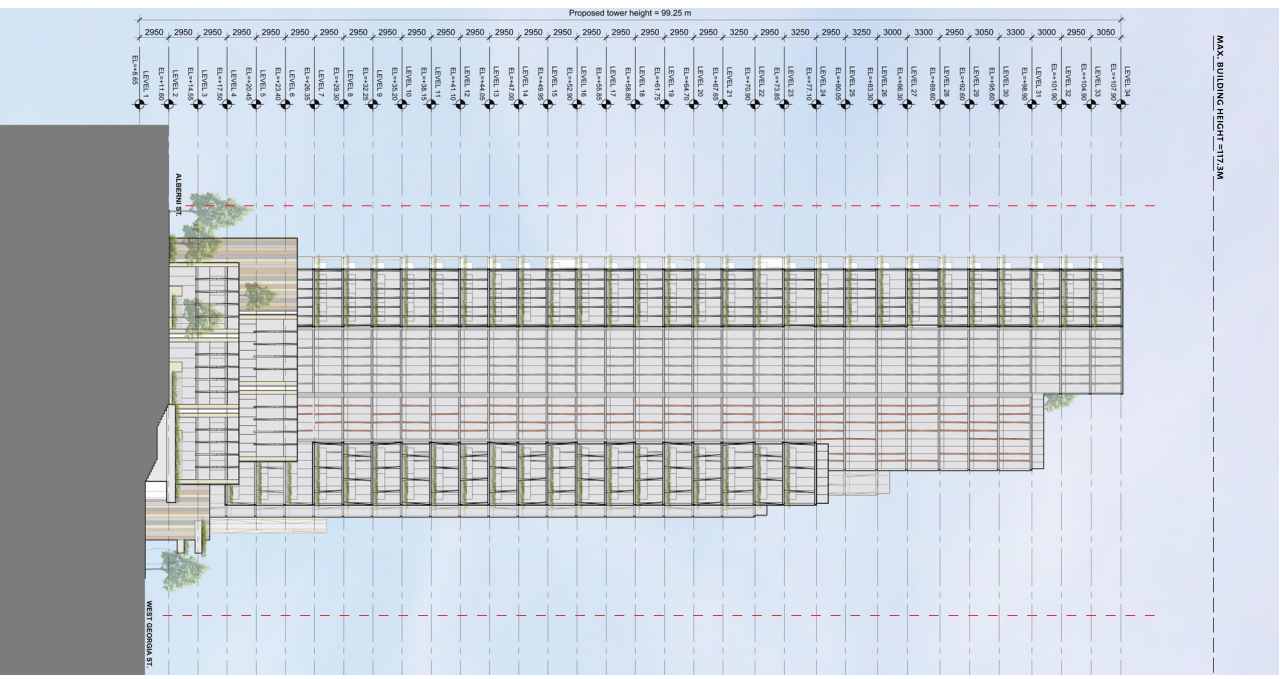 Proposed tower height = 99.25 m
2950 2950 2950 2950 2950 2950 2950 2950 2950 2950 2950 2950 2950 2950 2950 2950 2950 2950 2950 2950 3250 2950 3250 2950 3250 3000 3300 2950 3050 3300 3000 2950 3050
LEVEL 1
EL=+8.65
LEVEL 2
EL=+11.60
LEVEL 3
EL=+14.55
LEVEL 4
EL=+17.50
LEVEL 5
EL=+20.45
LEVEL 6
EL=+23.40
LEVEL 7
EL=+26.35
LEVEL 8
EL=+29.30
LEVEL 9
EL=+32.25
LEVEL 10
EL=+35.20
LEVEL 11
EL=+38.15
LEVEL 12
EL=+41.10
LEVEL 13
EL=+44.05
LEVEL 14
EL=+47.00
LEVEL 15
EL=+49.95
LEVEL 16
EL=+52.90
LEVEL 17
EL=+55.85
LEVEL 18
EL=+58.80
LEVEL 19
EL=+61.75
LEVEL 20
EL=+64.70
LEVEL 21
EL=+67.65
LEVEL 22
EL=+70.90
LEVEL 23
EL=+73.85
LEVEL 24
EL=+77.10
LEVEL 25
EL=+80.05
LEVEL 26
EL=+83.30
LEVEL 27
EL=+86.30
LEVEL 28
EL=+89.60
LEVEL 29
EL=+92.60
LEVEL 30
EL=+95.60
LEVEL 31
EL=+98.90
LEVEL 32
EL=+101.90
LEVEL 33
EL=+104.90
LEVEL 34
EL=+107.90
MAX. BUILDING HEIGHT =117.3M
ALBERNI ST.
WEST GEORGIA ST.